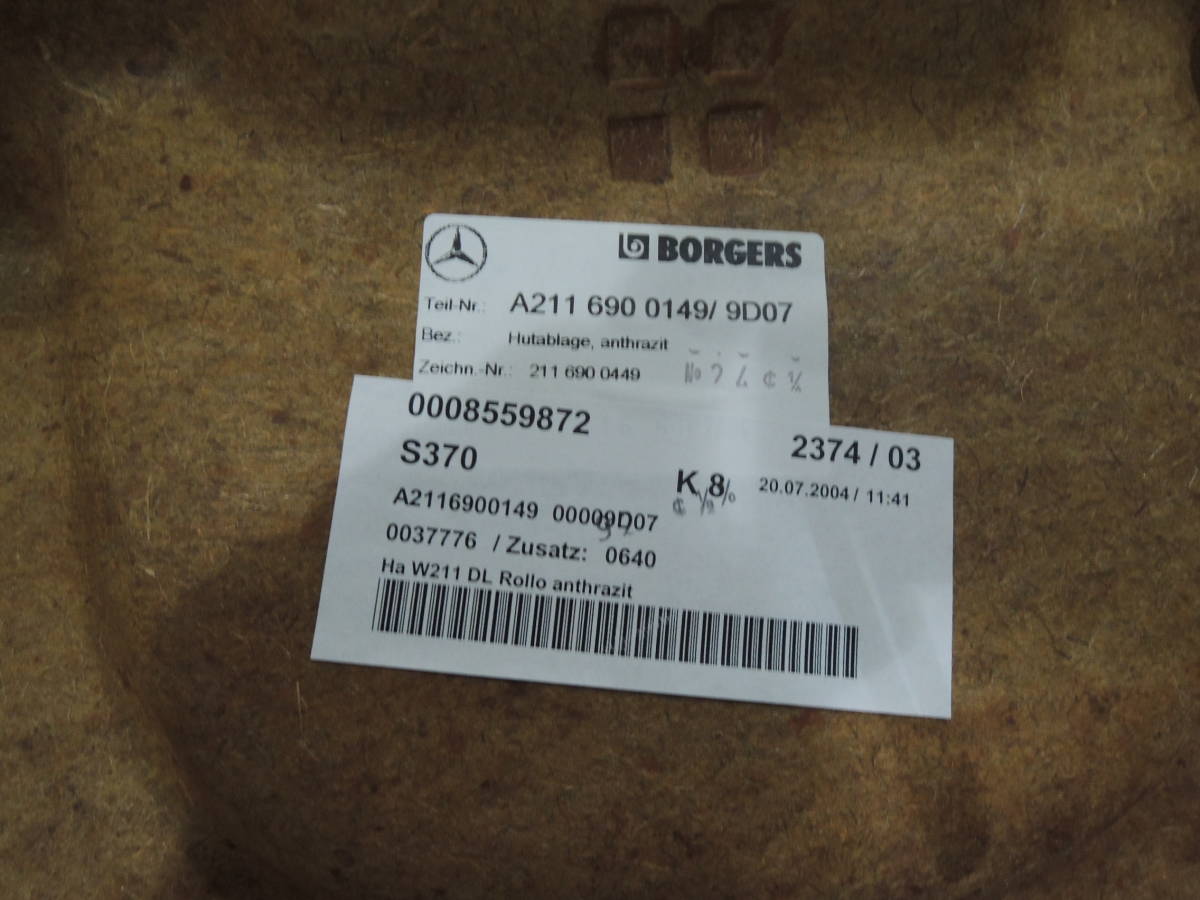 BORGERS
Teil-Nr.: A211 690 0149/ 9D07
Bez.: Hutablage, anthrazit
Zeichn.-Nr.: 211 690 0449
0008559872
2374 / 03
S370
K 8
20.07.2004 / 11:41
A2116900149 00009D07
0037776 / Zusatz: 0640
Ha W211 DL Rollo anthrazit